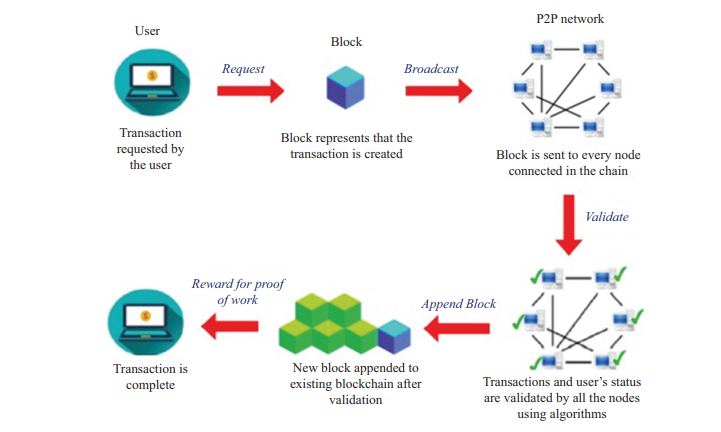 User
Transaction
requested by
the user
Request
Block
Block represents that the
transaction is created
Broadcast
P2P network
Block is sent to every node
connected in the chain
Validate
Transactions and user’s status
are validated by all the nodes
using algorithms
Append Block
New block appended to
existing blockchain after
validation
Reward for proof
of work
Transaction is
complete